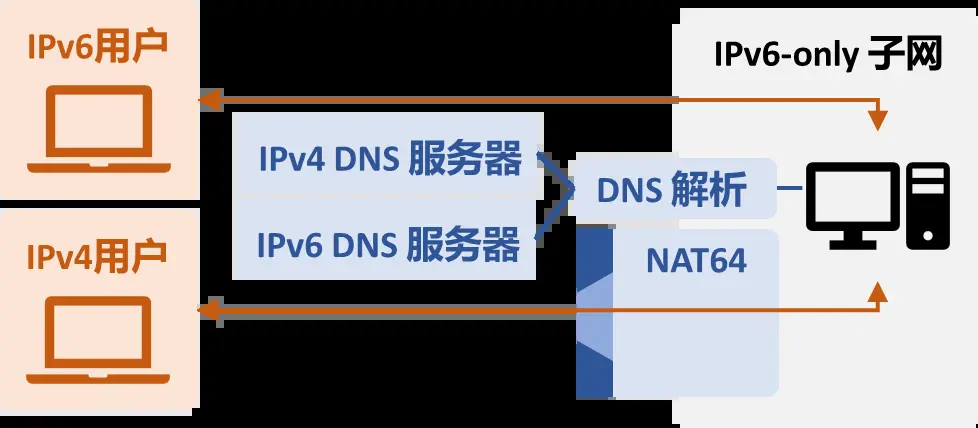 IPv6用户
IPv6-only 子网
IPv4 DNS 服务器
DNS 解析
IPv6 DNS 服务器
IPv4用户
NAT64